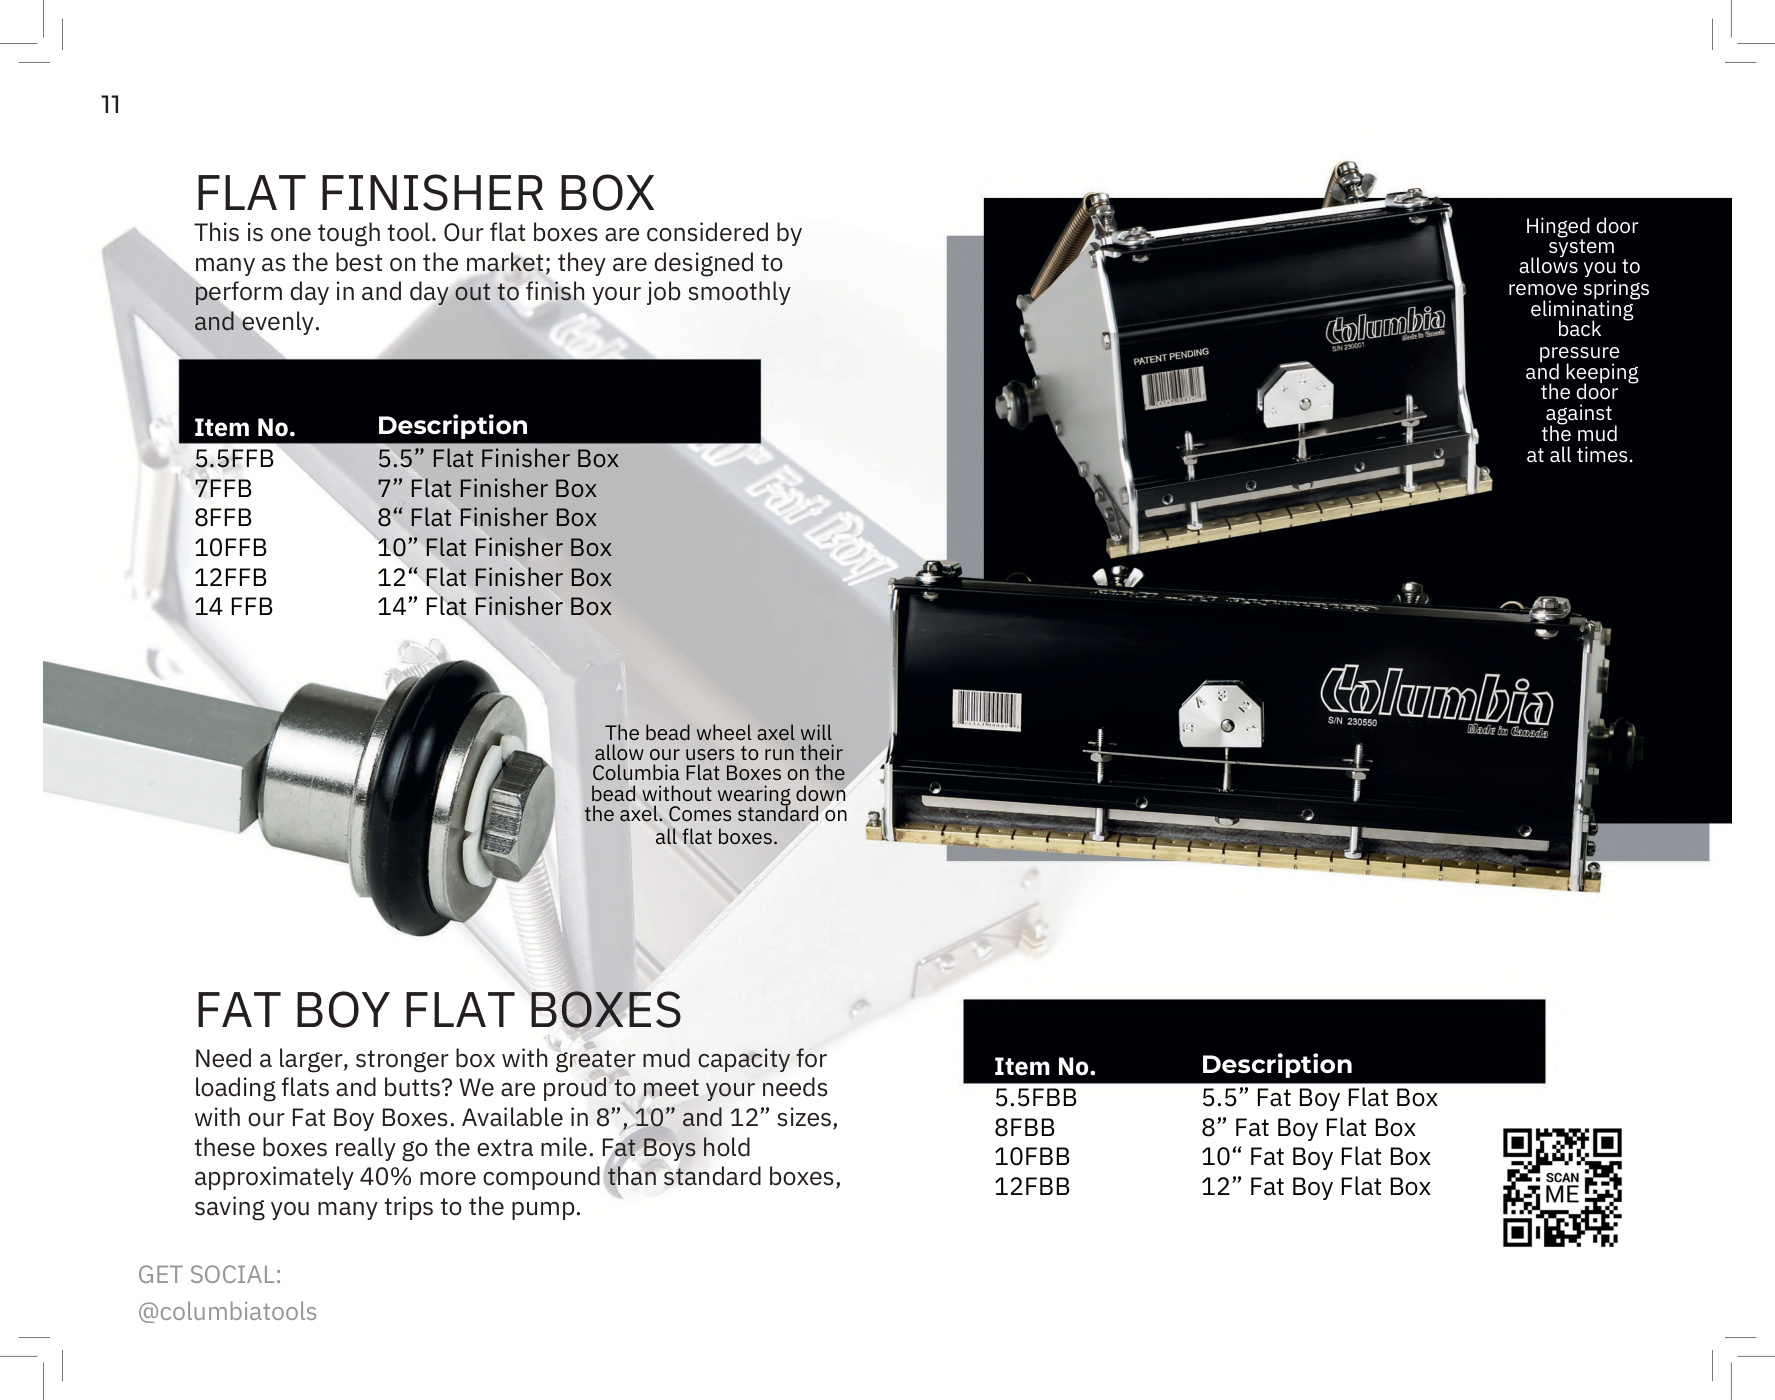 11
FLAT FINISHER BOX
This is one tough tool. Our flat boxes are considered by
many as the best on the market; they are designed to
perform day in and day out to finish your job smoothly
and evenly.
Item No. Description
5.5FFB 5.5” Flat Finisher Box
7FFB 7” Flat Finisher Box
8FFB 8“ Flat Finisher Box
10FFB 10” Flat Finisher Box
12FFB 12“ Flat Finisher Box
14 FFB 14” Flat Finisher Box
Fat Boy
Hinged door
system
allows you to
remove springs
eliminating
back
pressure
and keeping
the door
against
the mud
at all times.
Columbia
Made in Canada
S/N 230001
PATENT PENDING
The bead wheel axel will
allow our users to run their
Columbia Flat Boxes on the
bead without wearing down
the axel. Comes standard on
all flat boxes.
Columbia
S/N 230550
Made in Canada
FAT BOY FLAT BOXES
Need a larger, stronger box with greater mud capacity for
loading flats and butts? We are proud to meet your needs
with our Fat Boy Boxes. Available in 8”, 10” and 12” sizes,
these boxes really go the extra mile. Fat Boys hold
approximately 40% more compound than standard boxes,
saving you many trips to the pump.
Item No. Description
5.5FBB 5.5” Fat Boy Flat Box
8FBB 8” Fat Boy Flat Box
10FBB 10“ Fat Boy Flat Box
12FBB 12” Fat Boy Flat Box
SCAN
ME
GET SOCIAL:
@columbiatools